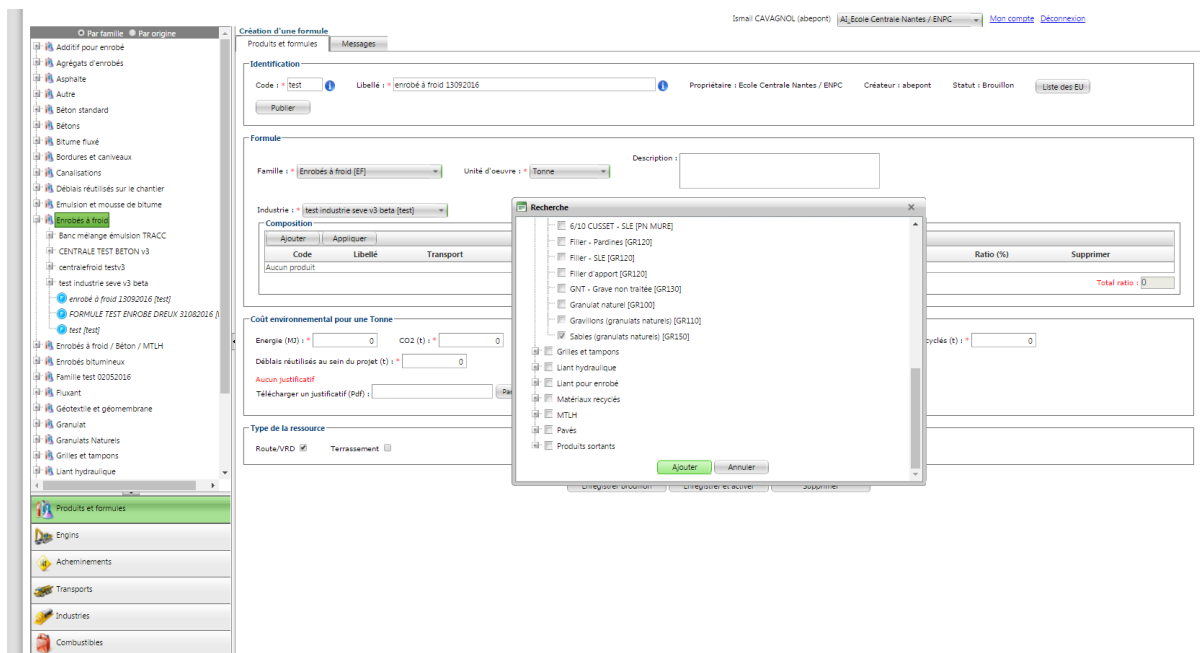 Ismail CAVAGNOL (abepont) AI_Ecole Centrale Nantes / ENPC Mon compte Déconnexion
Par famille Par origine
Additif pour enrobé
Agrégats d'enrobés
Asphalte
Autre
Béton standard
Bétons
Bitume fluxé
Bordures et caniveaux
Canalisations
Déblais réutilisés sur le chantier
Emulsion et mousse de bitume
Enrobés à froid
Banc mélange émulsion TRACC
CENTRALE TEST BETON v3
centralefroid testv3
test industrie seve v3 beta
enrobé à froid 13092016 [test]
FORMULE TEST ENROBE DREUX 31082016
test [test]
Enrobés à froid / Béton / MTLH
Enrobés bitumineux
Famille test 02052016
Fluxant
Géotextile et géomembrane
Granulat
Granulats Naturels
Grilles et tampons
Liant hydraulique
Produits et formules
Engins
Acheminements
Transports
Industries
Combustibles
Création d'une formule
Produits et formules Messages
Identification
Code : * test Libellé : * enrobé à froid 13092016 Propriétaire : Ecole Centrale Nantes / ENPC Créateur : abepont Statut : Brouillon Liste des EU
Publier
Formule
Description :
Famille : * Enrobés à froid [EF] Unité d'oeuvre : * Tonne
Industrie : * test industrie seve v3 beta [test]
Composition
Ajouter Appliquer
Code Libellé Transport Ratio (%) Supprimer
Aucun produit
Total ratio : 0
Coût environnemental pour une Tonne
Energie (MJ) : * 0 CO2 (t) : * 0 cyclés (t) : * 0
Déblais réutilisés au sein du projet (t) : * 0
Aucun justificatif
Télécharger un justificatif (Pdf) :
Type de la ressource
Route/VRD Terrassement
Enregistrer brouillon Enregistrer et activer Supprimer
Recherche
6/10 CUSSET - SLE [PN MURE]
Filler - Pardines [GR120]
Filler - SLE [GR120]
Filler d'apport [GR120]
GNT - Grave non traitée [GR130]
Granulat naturel [GR100]
Gravillons (granulats naturels) [GR110]
Sables (granulats naturels) [GR150]
Grilles et tampons
Liant hydraulique
Liant pour enrobé
Matériaux recyclés
MTLH
Pavés
Produits sortants
Ajouter Annuler